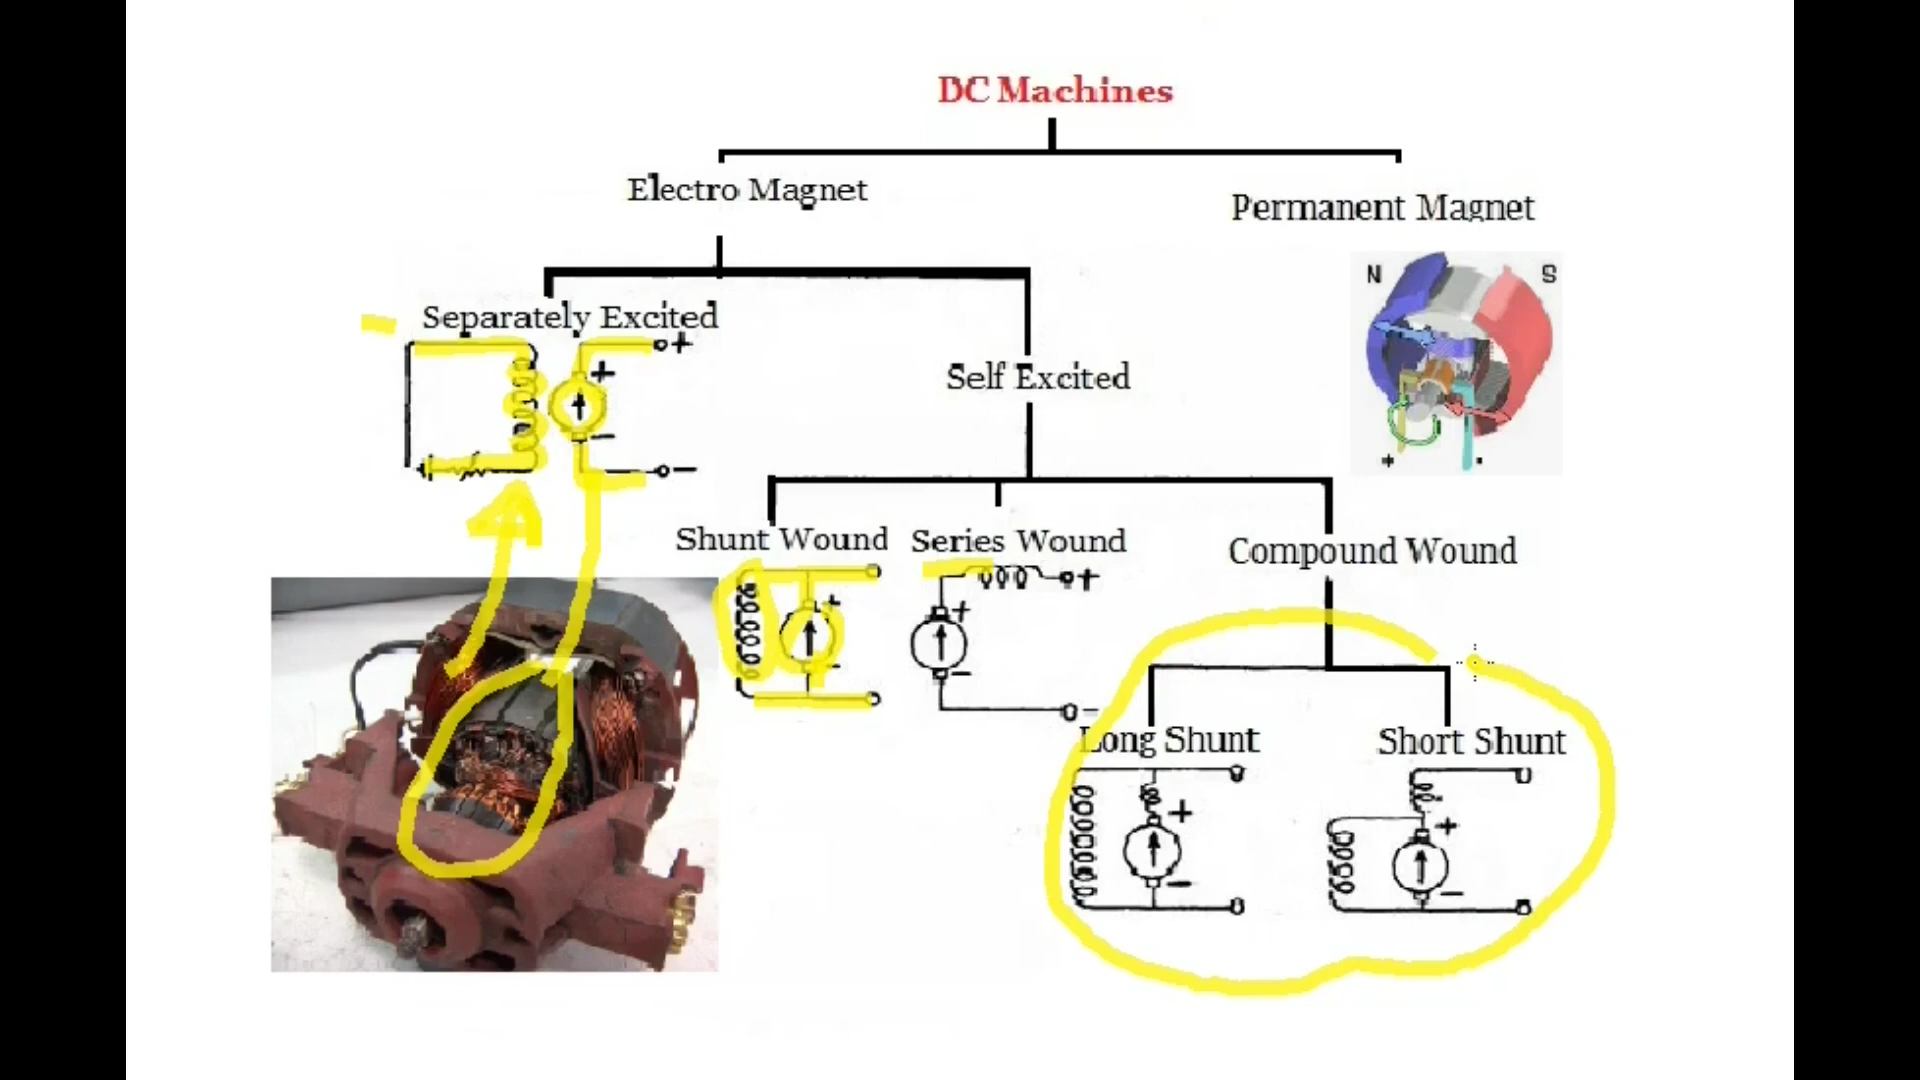 DC Machines
Electro Magnet
Permanent Magnet
N
S
Separately Excited
+
+
−
−
Self Excited
+
-
Shunt Wound
Series Wound
Compound Wound
+
−
+
+
−
−
Long Shunt
Short Shunt
+
−
+
−